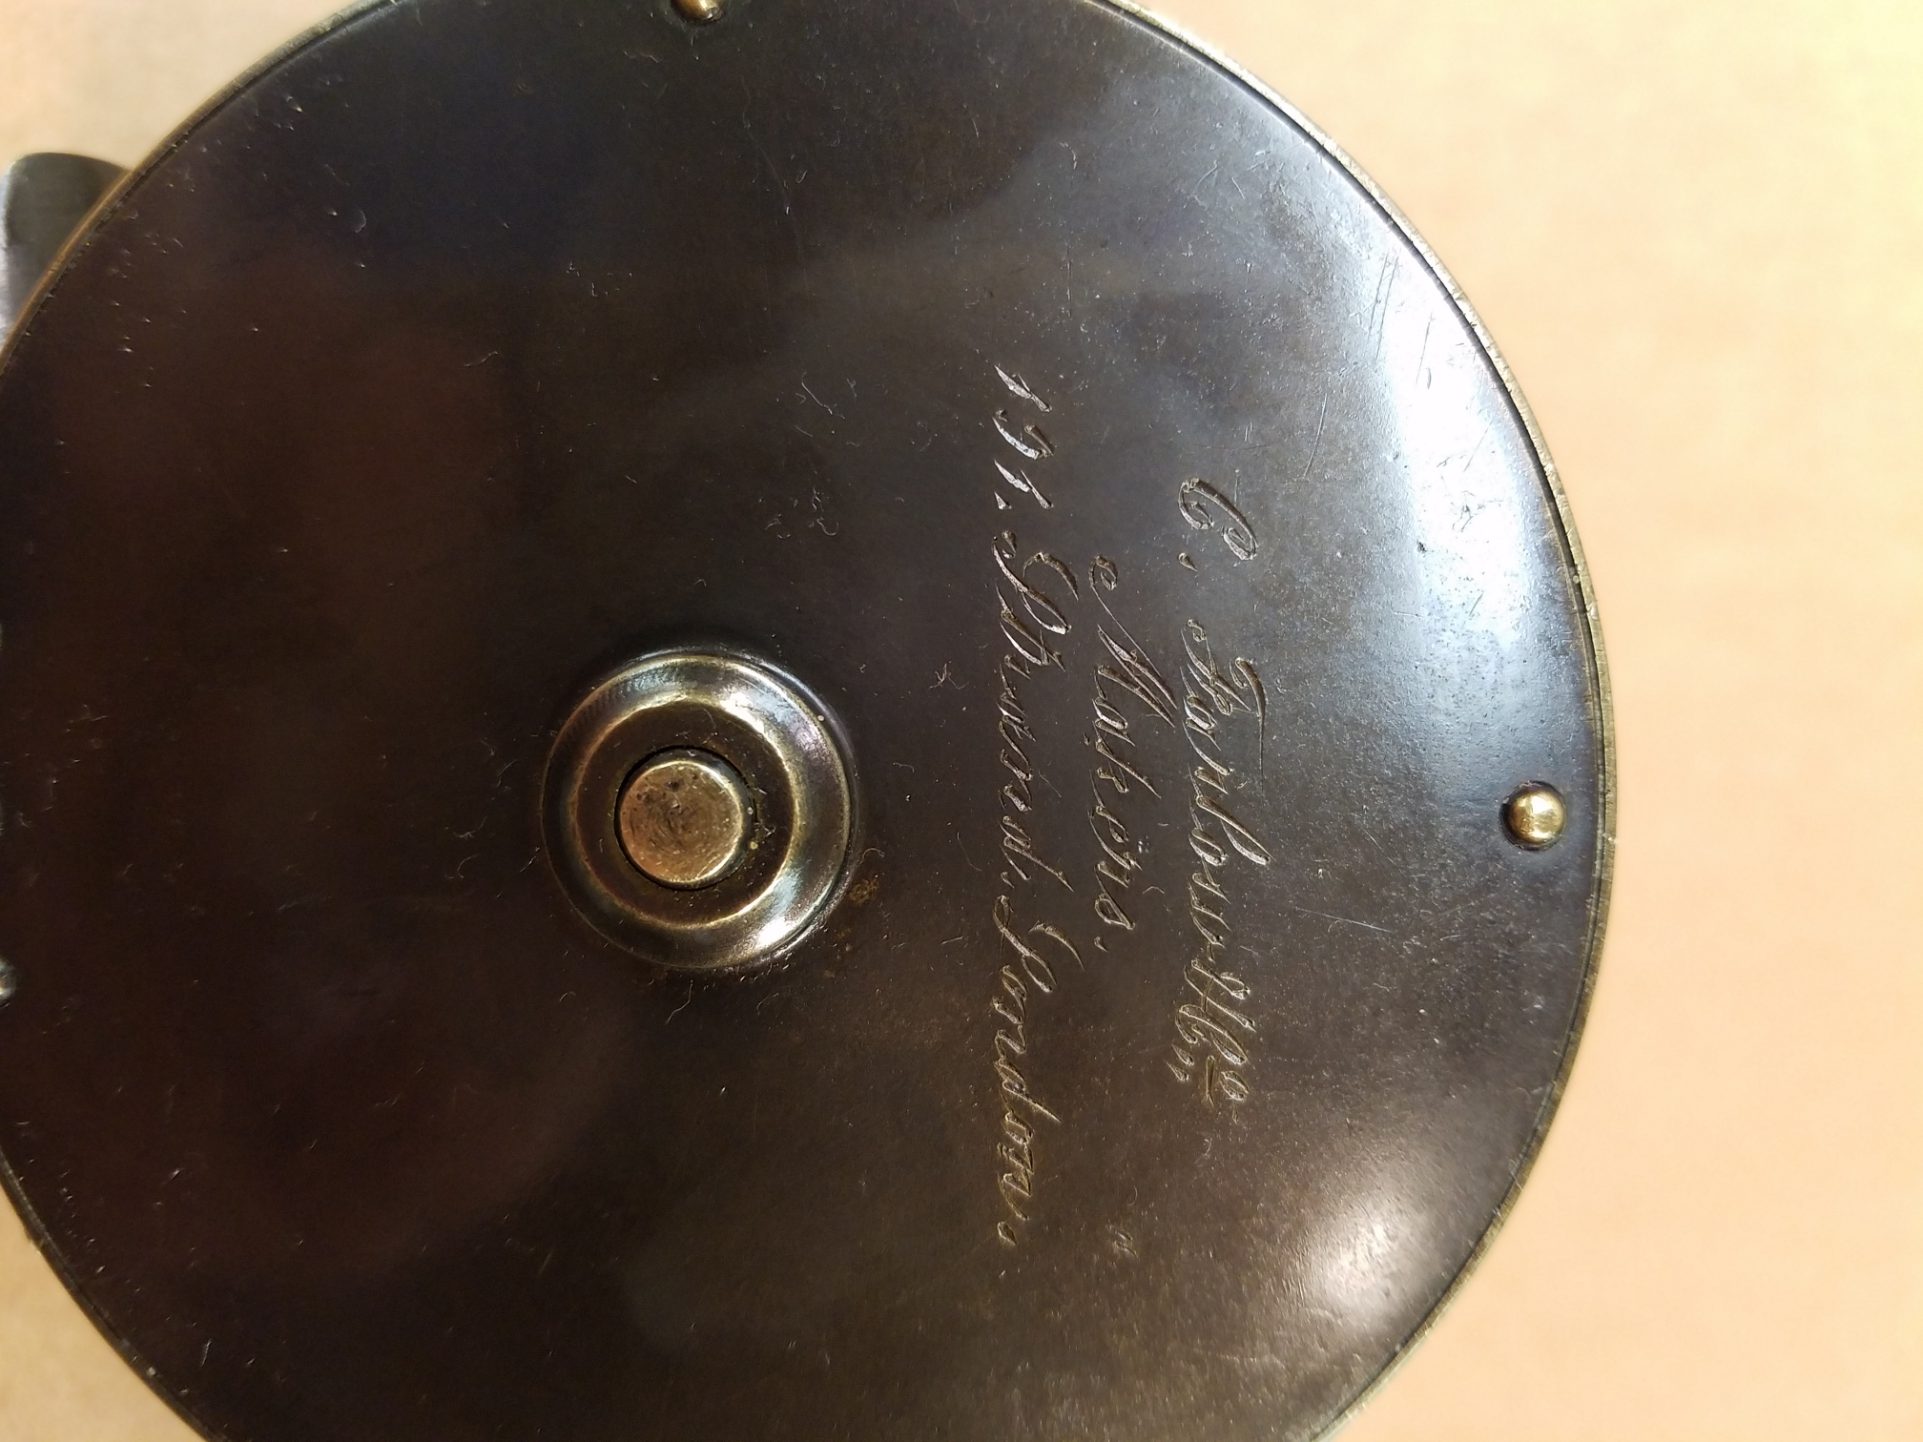 C. Farlow & Co
Makers.
191. Strand. London.